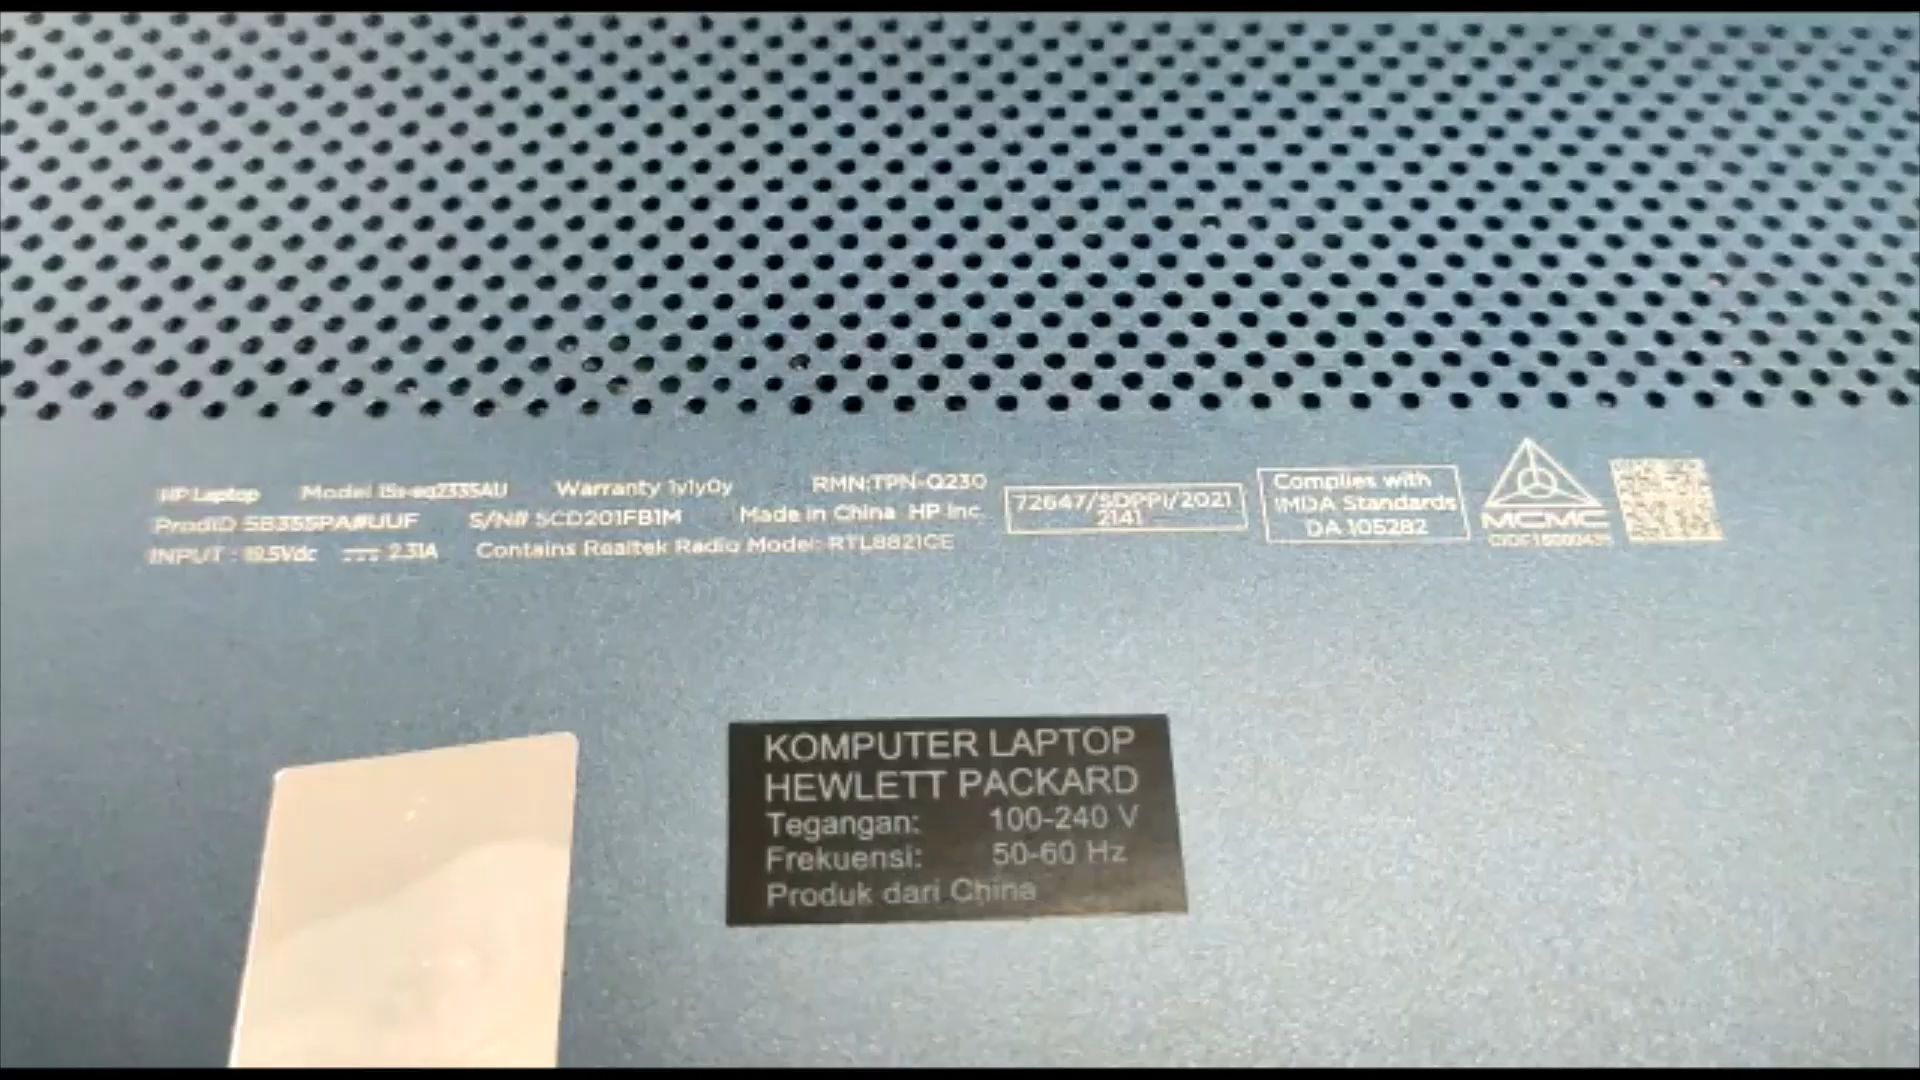 HP Laptop Model 15s-eq2335AU Warranty 1v1y0y RMN:TPN-Q230
ProdID 5B355PA#UUF S/N# 5CD201FB1M Made in China HP Inc.
INPUT : 19.5Vdc ⎓ 2.31A Contains Realtek Radio Model: RTL8821CE
72647/SDPPI/2021
2141
Complies with
IMDA Standards
DA 105282
MCMC
KOMPUTER LAPTOP
HEWLETT PACKARD
Tegangan: 100-240 V
Frekuensi: 50-60 Hz
Produk dari China